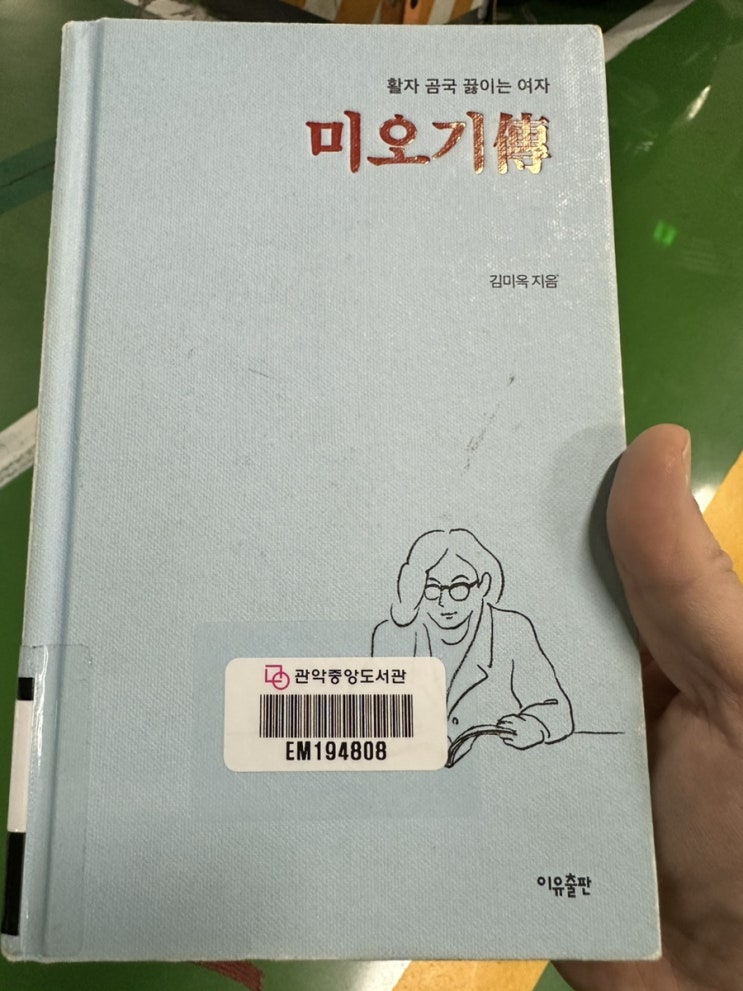 활자 곰국 끓이는 여자
미오기傳
김미옥 지음
관악중앙도서관
EM194808
이유출판